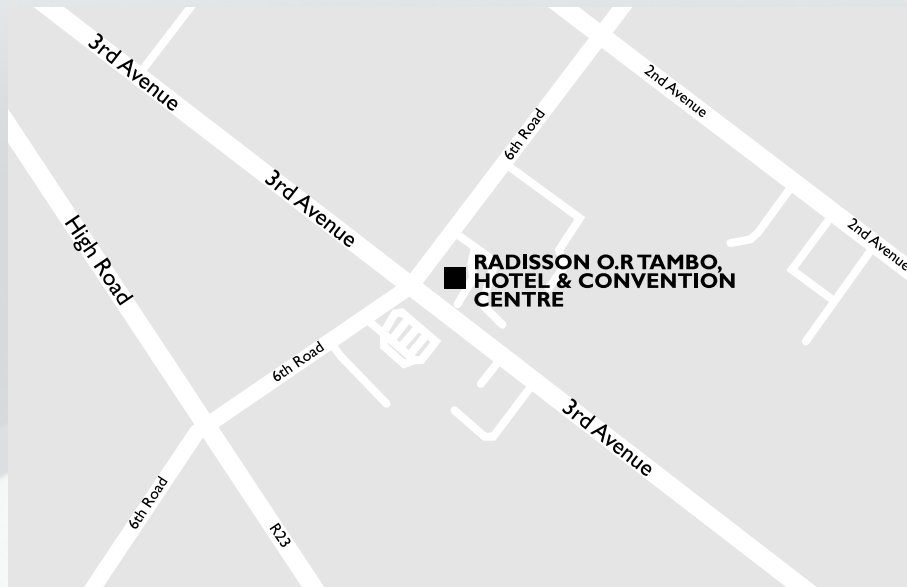 3rd Avenue
2nd Avenue
6th Road
3rd Avenue
High Road
2nd Avenue
RADISSON O.R TAMBO,
HOTEL & CONVENTION
CENTRE
6th Road
3rd Avenue
6th Road
R23